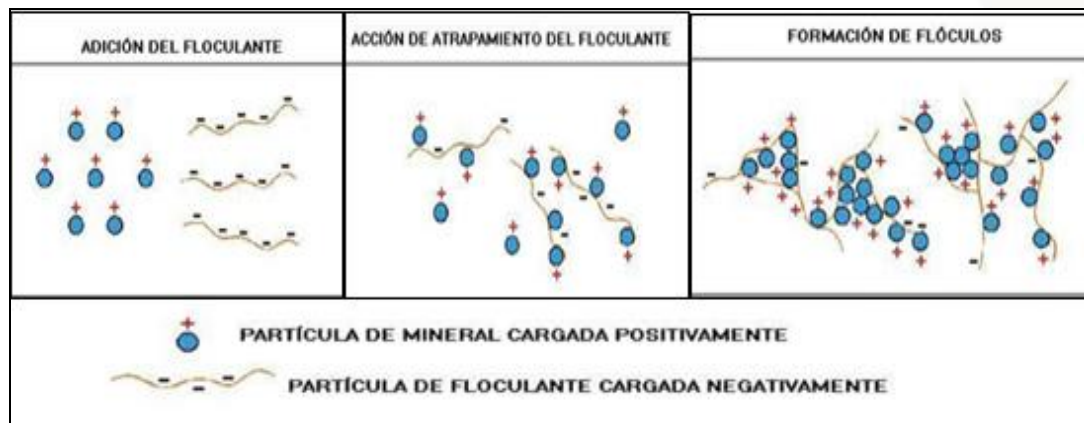 ADICIÓN DEL FLOCULANTE
ACCIÓN DE ATRAPAMIENTO DEL FLOCULANTE
FORMACIÓN DE FLÓCULOS
PARTÍCULA DE MINERAL CARGADA POSITIVAMENTE
PARTÍCULA DE FLOCULANTE CARGADA NEGATIVAMENTE